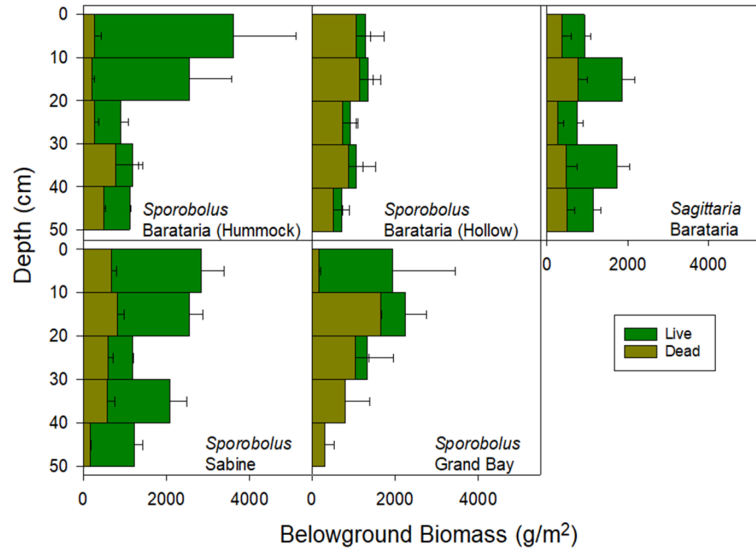 0
10
20
30
40
50
Sporobolus
Barataria (Hummock)
Sporobolus
Barataria (Hollow)
Sagittaria
Barataria
0 2000 4000
Depth (cm)
0
10
20
30
40
50
Sporobolus
Sabine
Sporobolus
Grand Bay
Live
Dead
0 2000 4000
0 2000 4000
Belowground Biomass (g/m²)